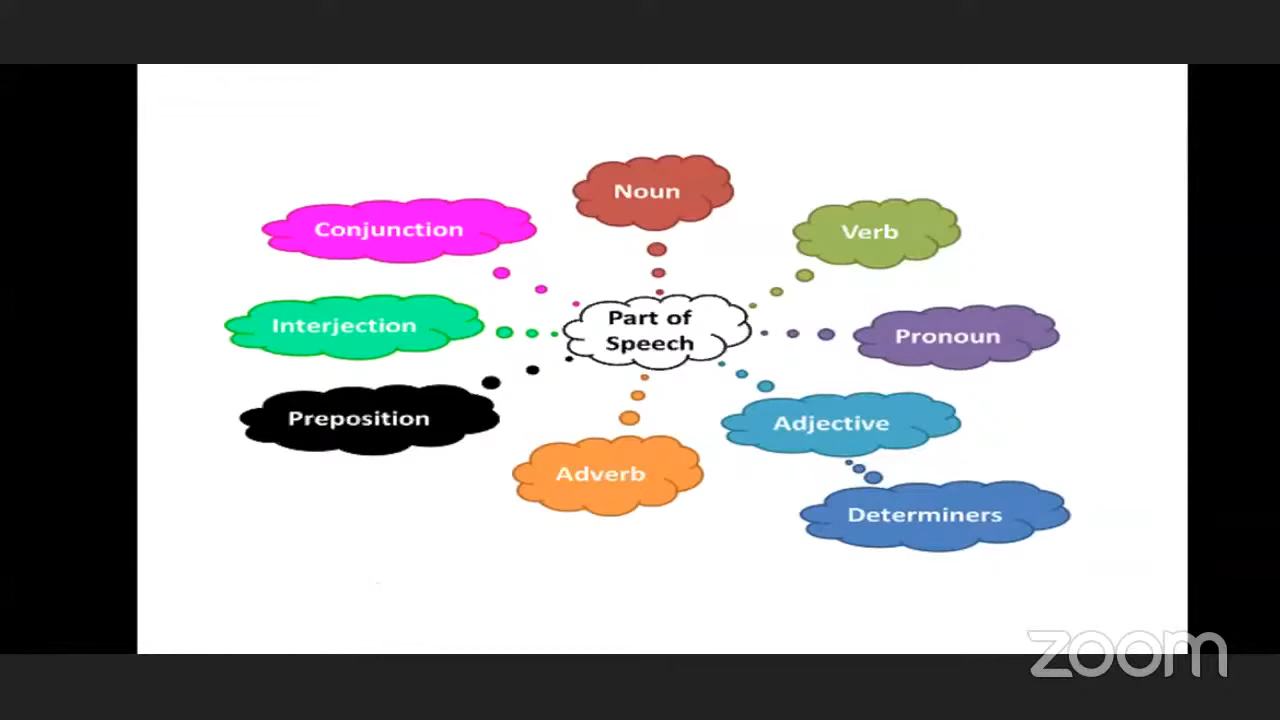 Noun
Conjunction
Verb
Part of
Speech
Interjection
Pronoun
Preposition
Adjective
Adverb
Determiners
zoom